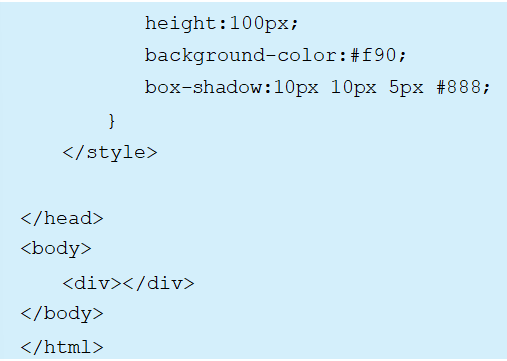 height:100px;
background-color:#f90;
box-shadow:10px 10px 5px #888;
}
</style>
</head>
<body>
<div></div>
</body>
</html>